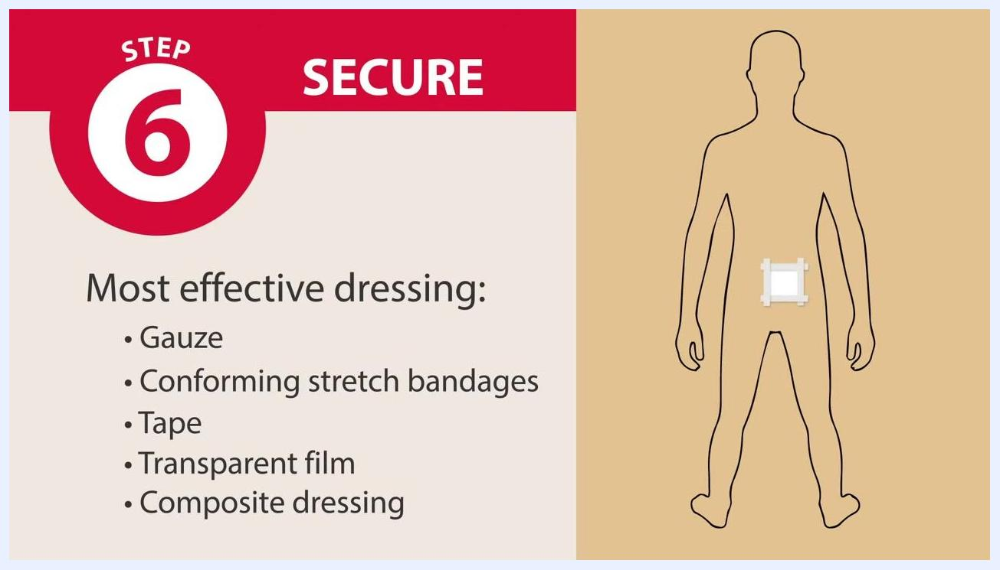 STEP
6
SECURE
Most effective dressing:
• Gauze
• Conforming stretch bandages
• Tape
• Transparent film
• Composite dressing